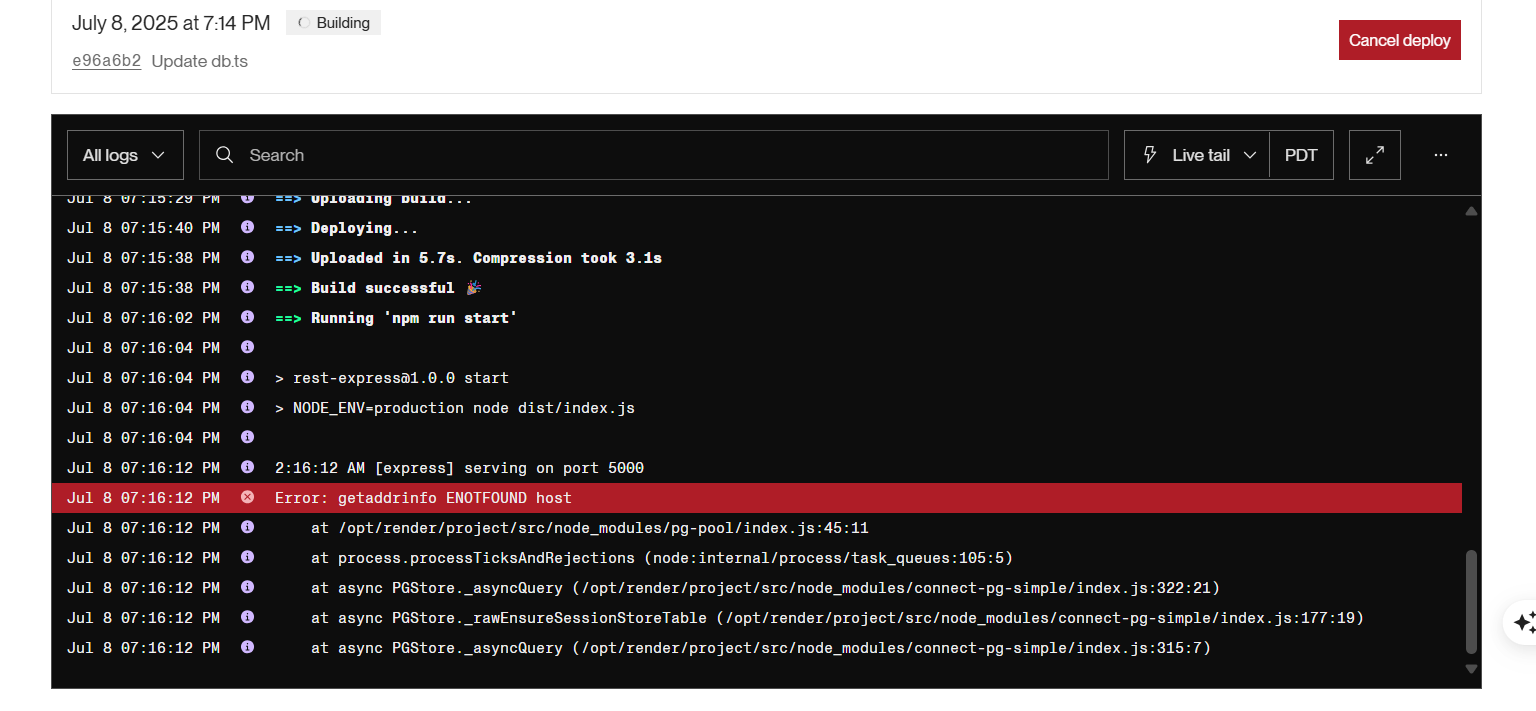 July 8, 2025 at 7:14 PM Building
e96a6b2 Update db.ts
Cancel deploy
All logs Search Live tail PDT ...
Jul 8 07:15:29 PM ==> Uploading build...
Jul 8 07:15:40 PM ==> Deploying...
Jul 8 07:15:38 PM ==> Uploaded in 5.7s. Compression took 3.1s
Jul 8 07:15:38 PM ==> Build successful 🎉
Jul 8 07:16:02 PM ==> Running 'npm run start'
Jul 8 07:16:04 PM
Jul 8 07:16:04 PM > rest-express@1.0.0 start
Jul 8 07:16:04 PM > NODE_ENV=production node dist/index.js
Jul 8 07:16:04 PM
Jul 8 07:16:12 PM 2:16:12 AM [express] serving on port 5000
Jul 8 07:16:12 PM Error: getaddrinfo ENOTFOUND host
Jul 8 07:16:12 PM at /opt/render/project/src/node_modules/pg-pool/index.js:45:11
Jul 8 07:16:12 PM at process.processTicksAndRejections (node:internal/process/task_queues:105:5)
Jul 8 07:16:12 PM at async PGStore._asyncQuery (/opt/render/project/src/node_modules/connect-pg-simple/index.js:322:21)
Jul 8 07:16:12 PM at async PGStore._rawEnsureSessionStoreTable (/opt/render/project/src/node_modules/connect-pg-simple/index.js:177:19)
Jul 8 07:16:12 PM at async PGStore._asyncQuery (/opt/render/project/src/node_modules/connect-pg-simple/index.js:315:7)